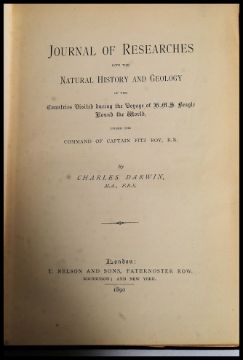 JOURNAL OF RESEARCHES
INTO THE
NATURAL HISTORY AND GEOLOGY
OF THE
Countries Visited during the Voyage of H.M.S. Beagle
Round the World,
UNDER THE
COMMAND OF CAPTAIN FITZ ROY, R.N.
By
CHARLES DARWIN,
M.A., F.R.S.
London:
T. NELSON AND SONS, PATERNOSTER ROW.
EDINBURGH; AND NEW YORK.
1890